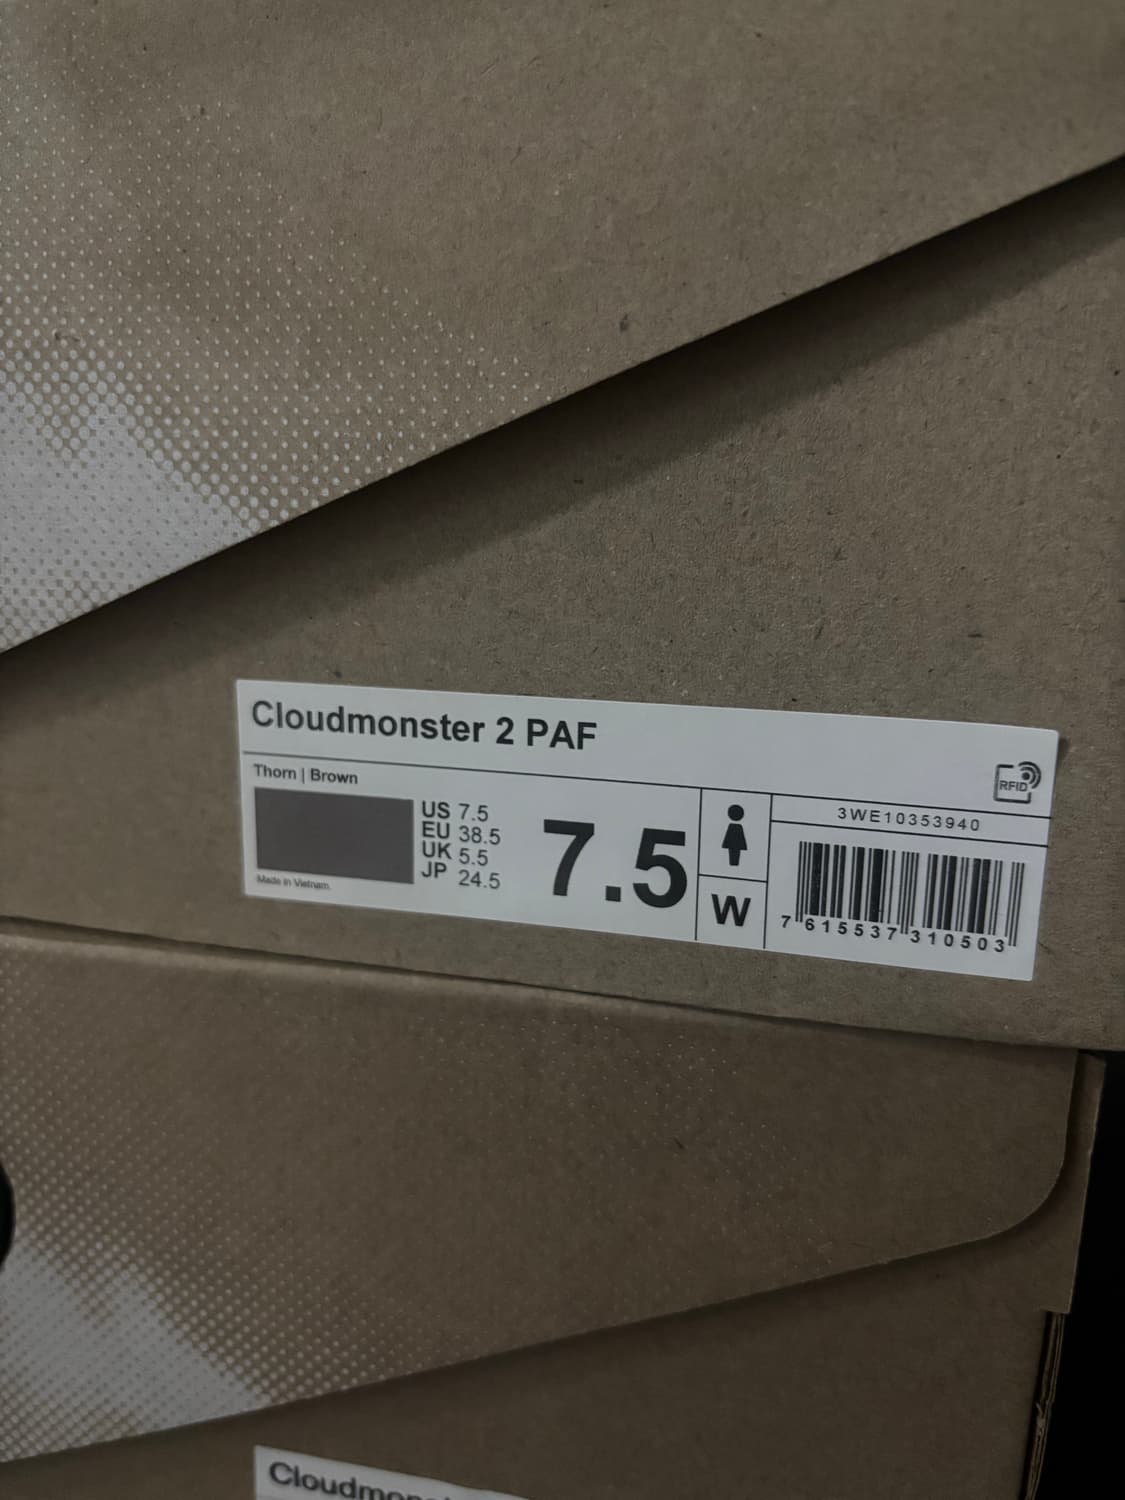 Cloudmonster 2 PAF
RFID
Thorn | Brown
US 7.5
EU 38.5
UK 5.5
JP 24.5
Made in Vietnam.
7.5
W
3WE10353940
7 615537 310503